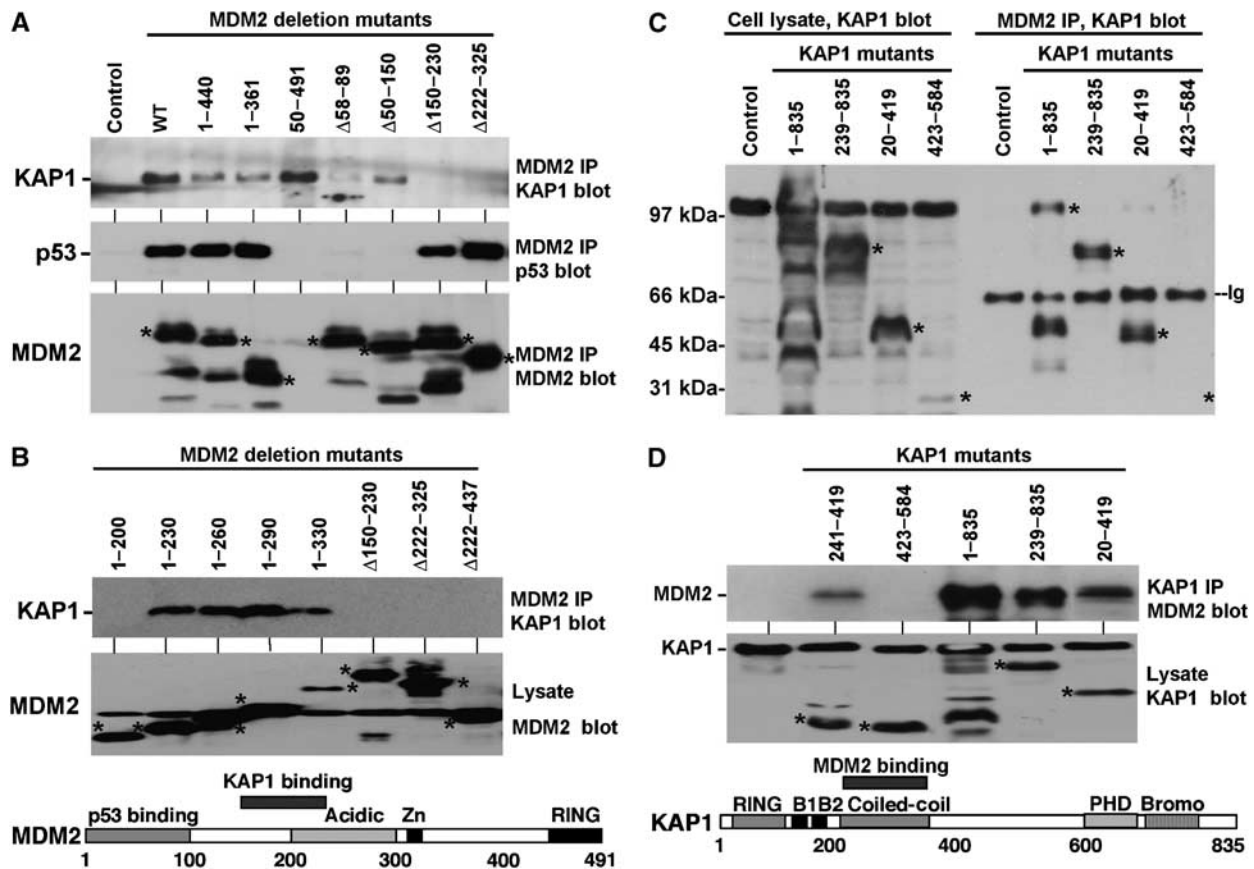 A
MDM2 deletion mutants
Control
WT
1–440
1–361
50–491
Δ58–89
Δ50–150
Δ150–230
Δ222–325
KAP1
MDM2 IP
KAP1 blot
p53
MDM2 IP
p53 blot
MDM2
* * * * * * *
MDM2 IP
MDM2 blot
B
MDM2 deletion mutants
1–200
1–230
1–260
1–290
1–330
Δ150–230
Δ222–325
Δ222–437
KAP1
MDM2 IP
KAP1 blot
MDM2
* * * * * * * *
Lysate
MDM2 blot
KAP1 binding
p53 binding
Acidic
Zn
RING
MDM2
1 100 200 300 400 491
C
Cell lysate, KAP1 blot
MDM2 IP, KAP1 blot
KAP1 mutants
KAP1 mutants
Control
1–835
239–835
20–419
423–584
Control
1–835
239–835
20–419
423–584
97 kDa-
66 kDa-
45 kDa-
31 kDa-
* * * * * * *
--Ig
D
KAP1 mutants
241–419
423–584
1–835
239–835
20–419
MDM2
KAP1 IP
MDM2 blot
KAP1
* * * *
Lysate
KAP1 blot
MDM2 binding
RING
B1B2
Coiled-coil
PHD
Bromo
KAP1
1 200 400 600 835